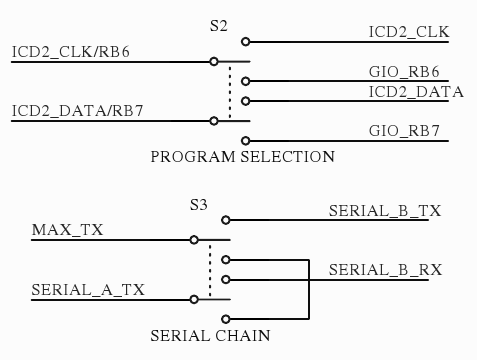 S2
ICD2_CLK
ICD2_CLK/RB6
GIO_RB6
ICD2_DATA
ICD2_DATA/RB7
GIO_RB7
PROGRAM SELECTION
S3
SERIAL_B_TX
MAX_TX
SERIAL_B_RX
SERIAL_A_TX
SERIAL CHAIN